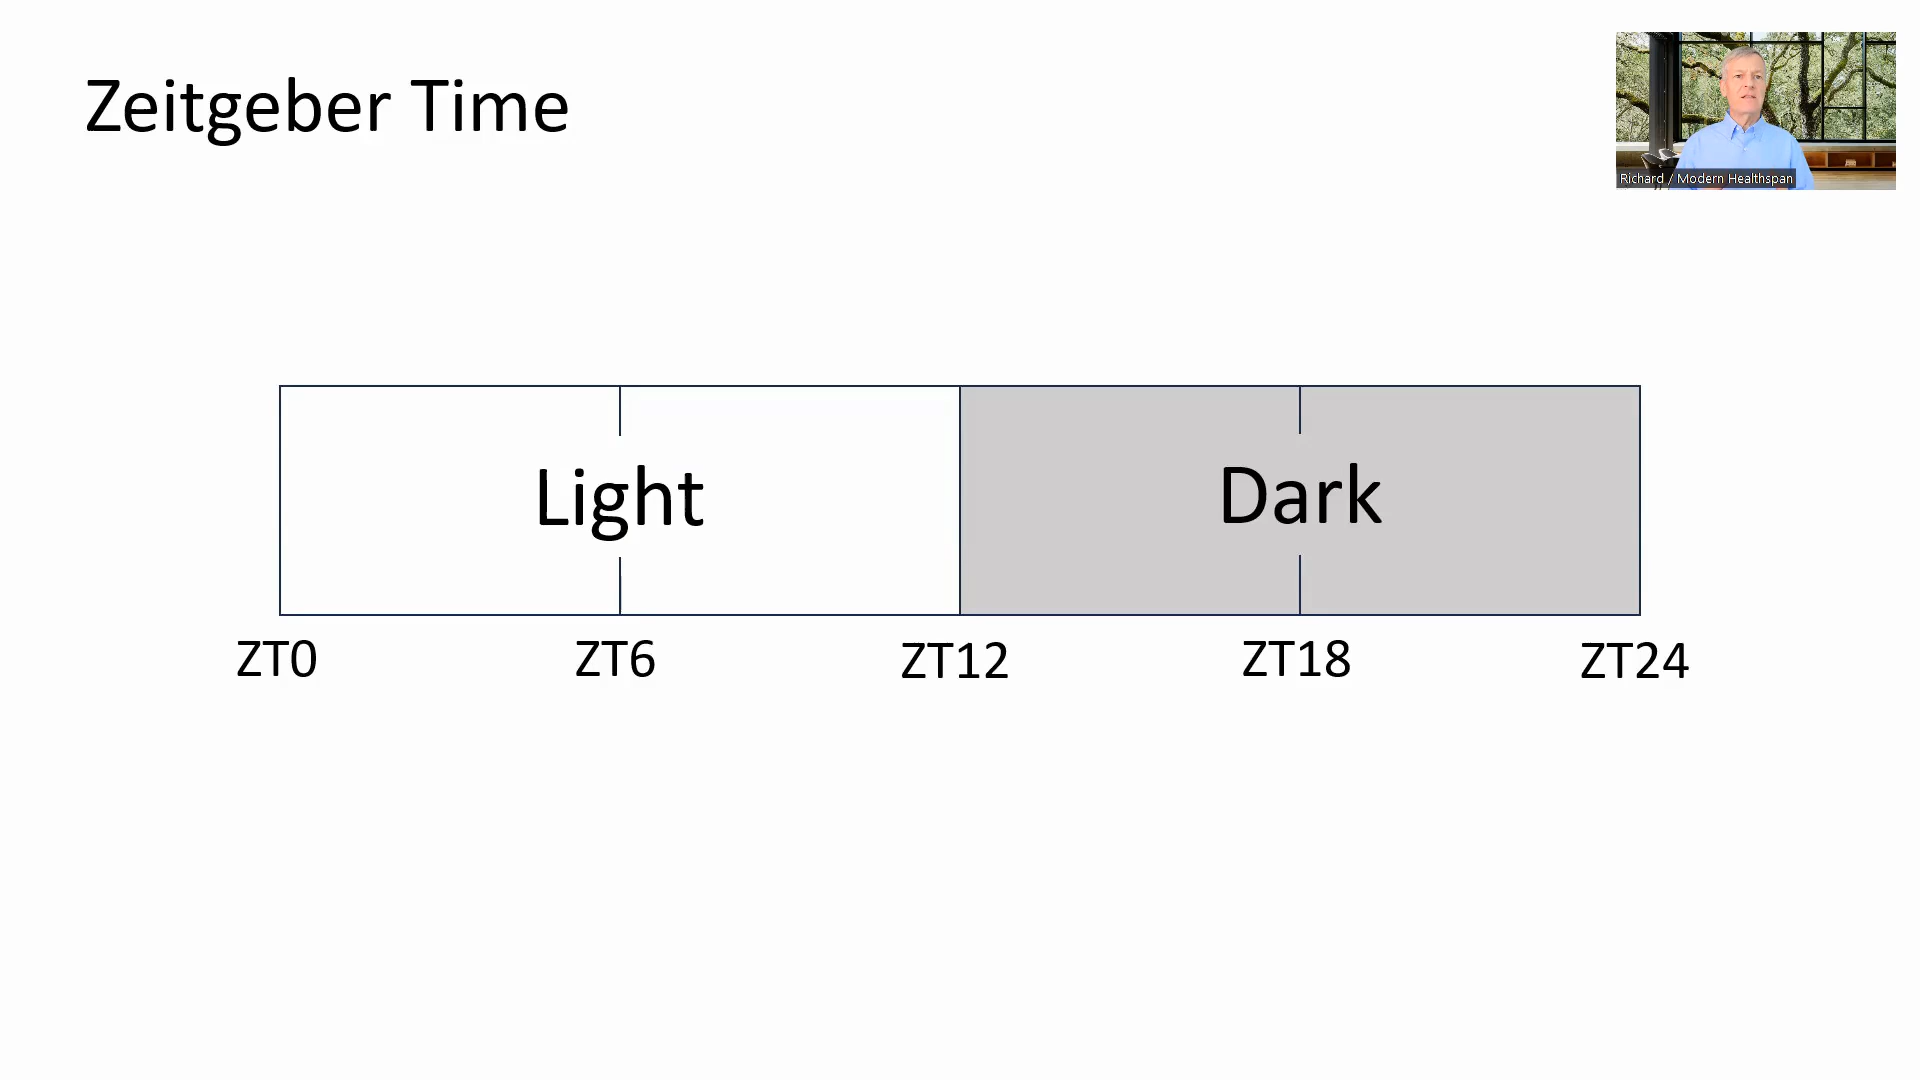 Zeitgeber Time
Richard / Modern Healthspan
Light
Dark
ZT0
ZT6
ZT12
ZT18
ZT24